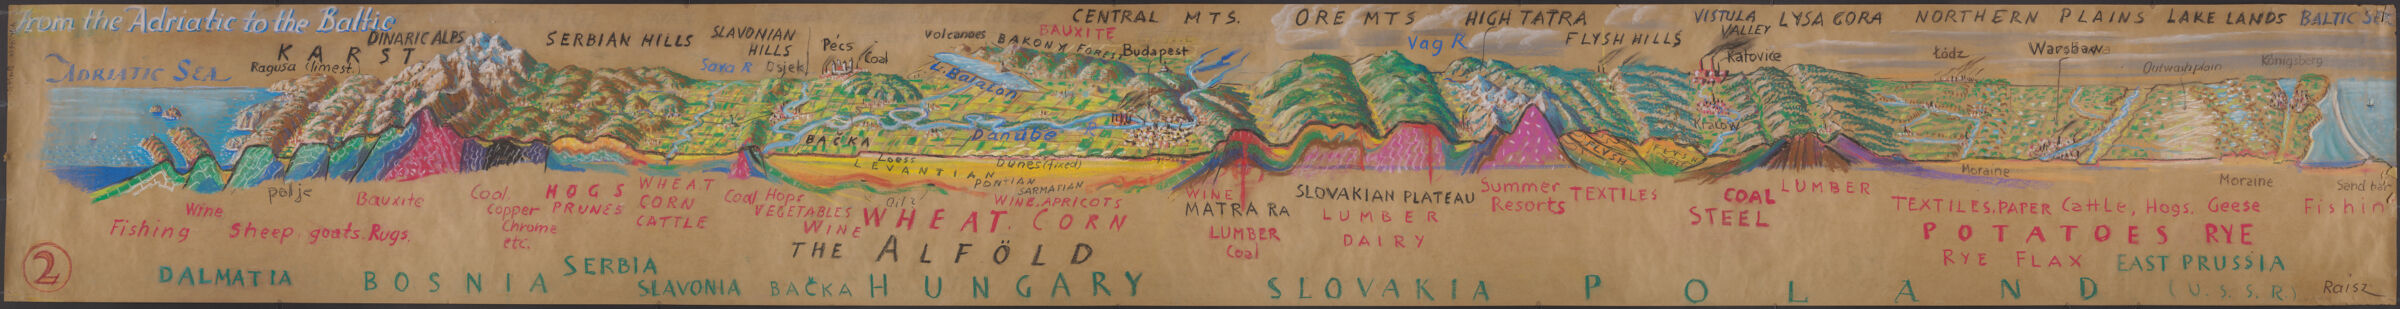 From the Adriatic to the Baltic
CENTRAL MTS. ORE MTS HIGH TATRA VISTULA VALLEY LYSA GORA NORTHERN PLAINS LAKE LANDS BALTIC SEA
KARST
DINARIC ALPS
SERBIAN HILLS
SLAVONIAN HILLS
Pécs
Coal
volcanoes
BAKONY FOREST
BAUXITE
Budapest
Vag R
FLYSH HILLS
Katovice
Łódz
Warsaw
Outwash plain
Königsberg
ADRIATIC SEA
Ragusa (limest.)
Sava R
Osjek
L. Balaton
Danube
BAČKA
Kraków
Loess
Dunes (fixed)
LEVANTIAN
PONTIAN
SARMATIAN
FLYSH
FLYSH
Moraine
Moraine
Sand bar
polje
Oil?
Wine
Fishing
Sheep, goats. Rugs.
Bauxite
Coal
copper
Chrome
etc.
HOGS
PRUNES
WHEAT
CORN
CATTLE
Coal Hops
VEGETABLES
WINE
WINE, APRICOTS
WHEAT. CORN
THE ALFÖLD
WINE
MATRA RA
LUMBER
Coal
SLOVAKIAN PLATEAU
LUMBER
DAIRY
Summer
Resorts
TEXTILES
COAL
STEEL
LUMBER
TEXTILES, PAPER Cattle, Hogs. Geese
POTATOES RYE
RYE FLAX
Fishin
2
DALMATIA BOSNIA SERBIA SLAVONIA BAČKA HUNGARY SLOVAKIA POLAND EAST PRUSSIA
(U.S.S.R.)
Raisz